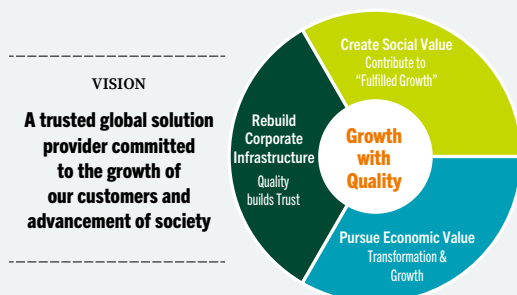 VISION
A trusted global solution
provider committed
to the growth of
our customers and
advancement of society
Create Social Value
Contribute to
“Fulfilled Growth”
Rebuild
Corporate
Infrastructure
Quality
builds Trust
Growth
with
Quality
Pursue Economic Value
Transformation &
Growth